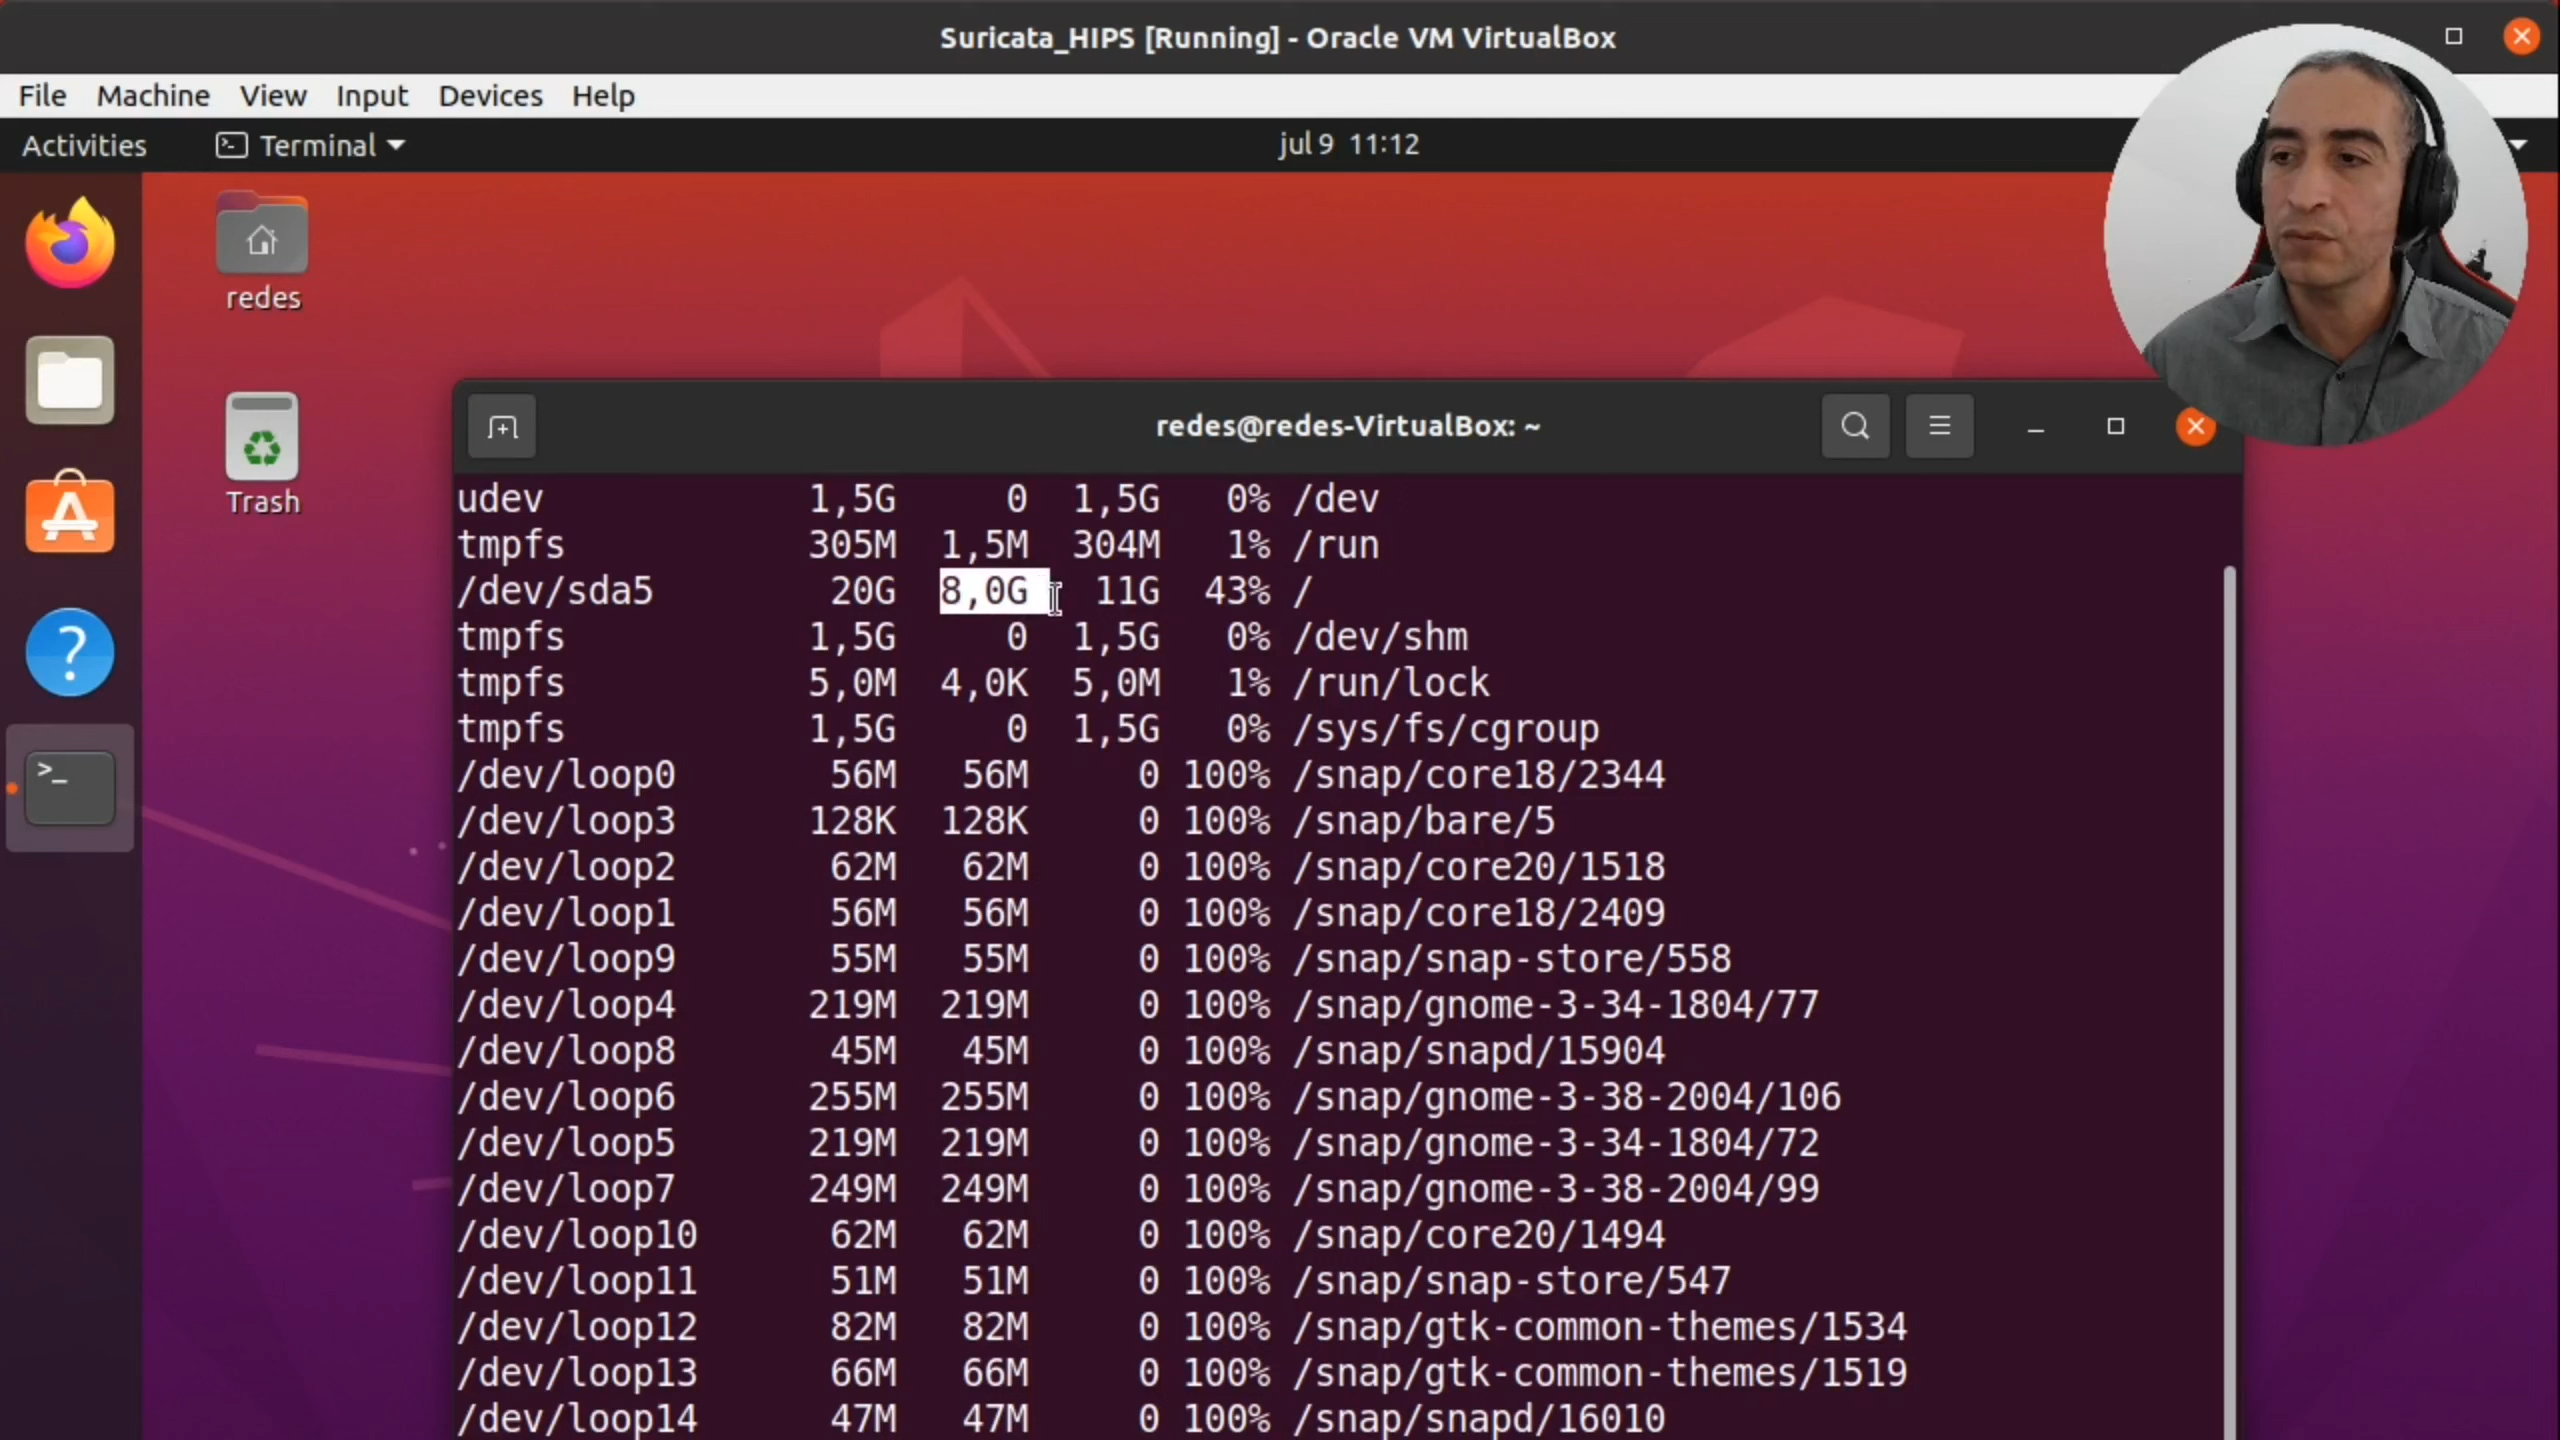 Suricata_HIPS [Running] - Oracle VM VirtualBox
File Machine View Input Devices Help
Activities Terminal jul 9 11:12
redes
Trash
redes@redes-VirtualBox: ~
udev 1,5G 0 1,5G 0% /dev
tmpfs 305M 1,5M 304M 1% /run
/dev/sda5 20G 8,0G 11G 43% /
tmpfs 1,5G 0 1,5G 0% /dev/shm
tmpfs 5,0M 4,0K 5,0M 1% /run/lock
tmpfs 1,5G 0 1,5G 0% /sys/fs/cgroup
/dev/loop0 56M 56M 0 100% /snap/core18/2344
/dev/loop3 128K 128K 0 100% /snap/bare/5
/dev/loop2 62M 62M 0 100% /snap/core20/1518
/dev/loop1 56M 56M 0 100% /snap/core18/2409
/dev/loop9 55M 55M 0 100% /snap/snap-store/558
/dev/loop4 219M 219M 0 100% /snap/gnome-3-34-1804/77
/dev/loop8 45M 45M 0 100% /snap/snapd/15904
/dev/loop6 255M 255M 0 100% /snap/gnome-3-38-2004/106
/dev/loop5 219M 219M 0 100% /snap/gnome-3-34-1804/72
/dev/loop7 249M 249M 0 100% /snap/gnome-3-38-2004/99
/dev/loop10 62M 62M 0 100% /snap/core20/1494
/dev/loop11 51M 51M 0 100% /snap/snap-store/547
/dev/loop12 82M 82M 0 100% /snap/gtk-common-themes/1534
/dev/loop13 66M 66M 0 100% /snap/gtk-common-themes/1519
/dev/loop14 47M 47M 0 100% /snap/snapd/16010